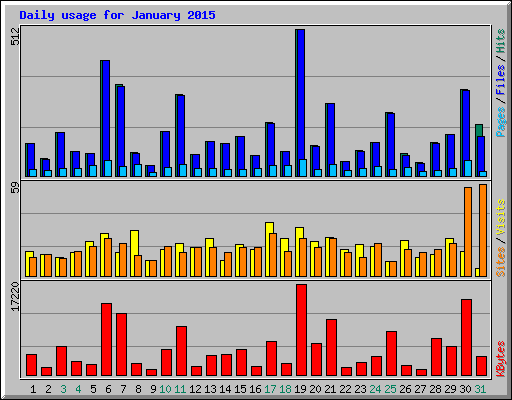 Daily usage for January 2015
512
Pages / Files / Hits
59
Sites / Visits
17220
KBytes
1 2 3 4 5 6 7 8 9 10 11 12 13 14 15 16 17 18 19 20 21 22 23 24 25 26 27 28 29 30 31